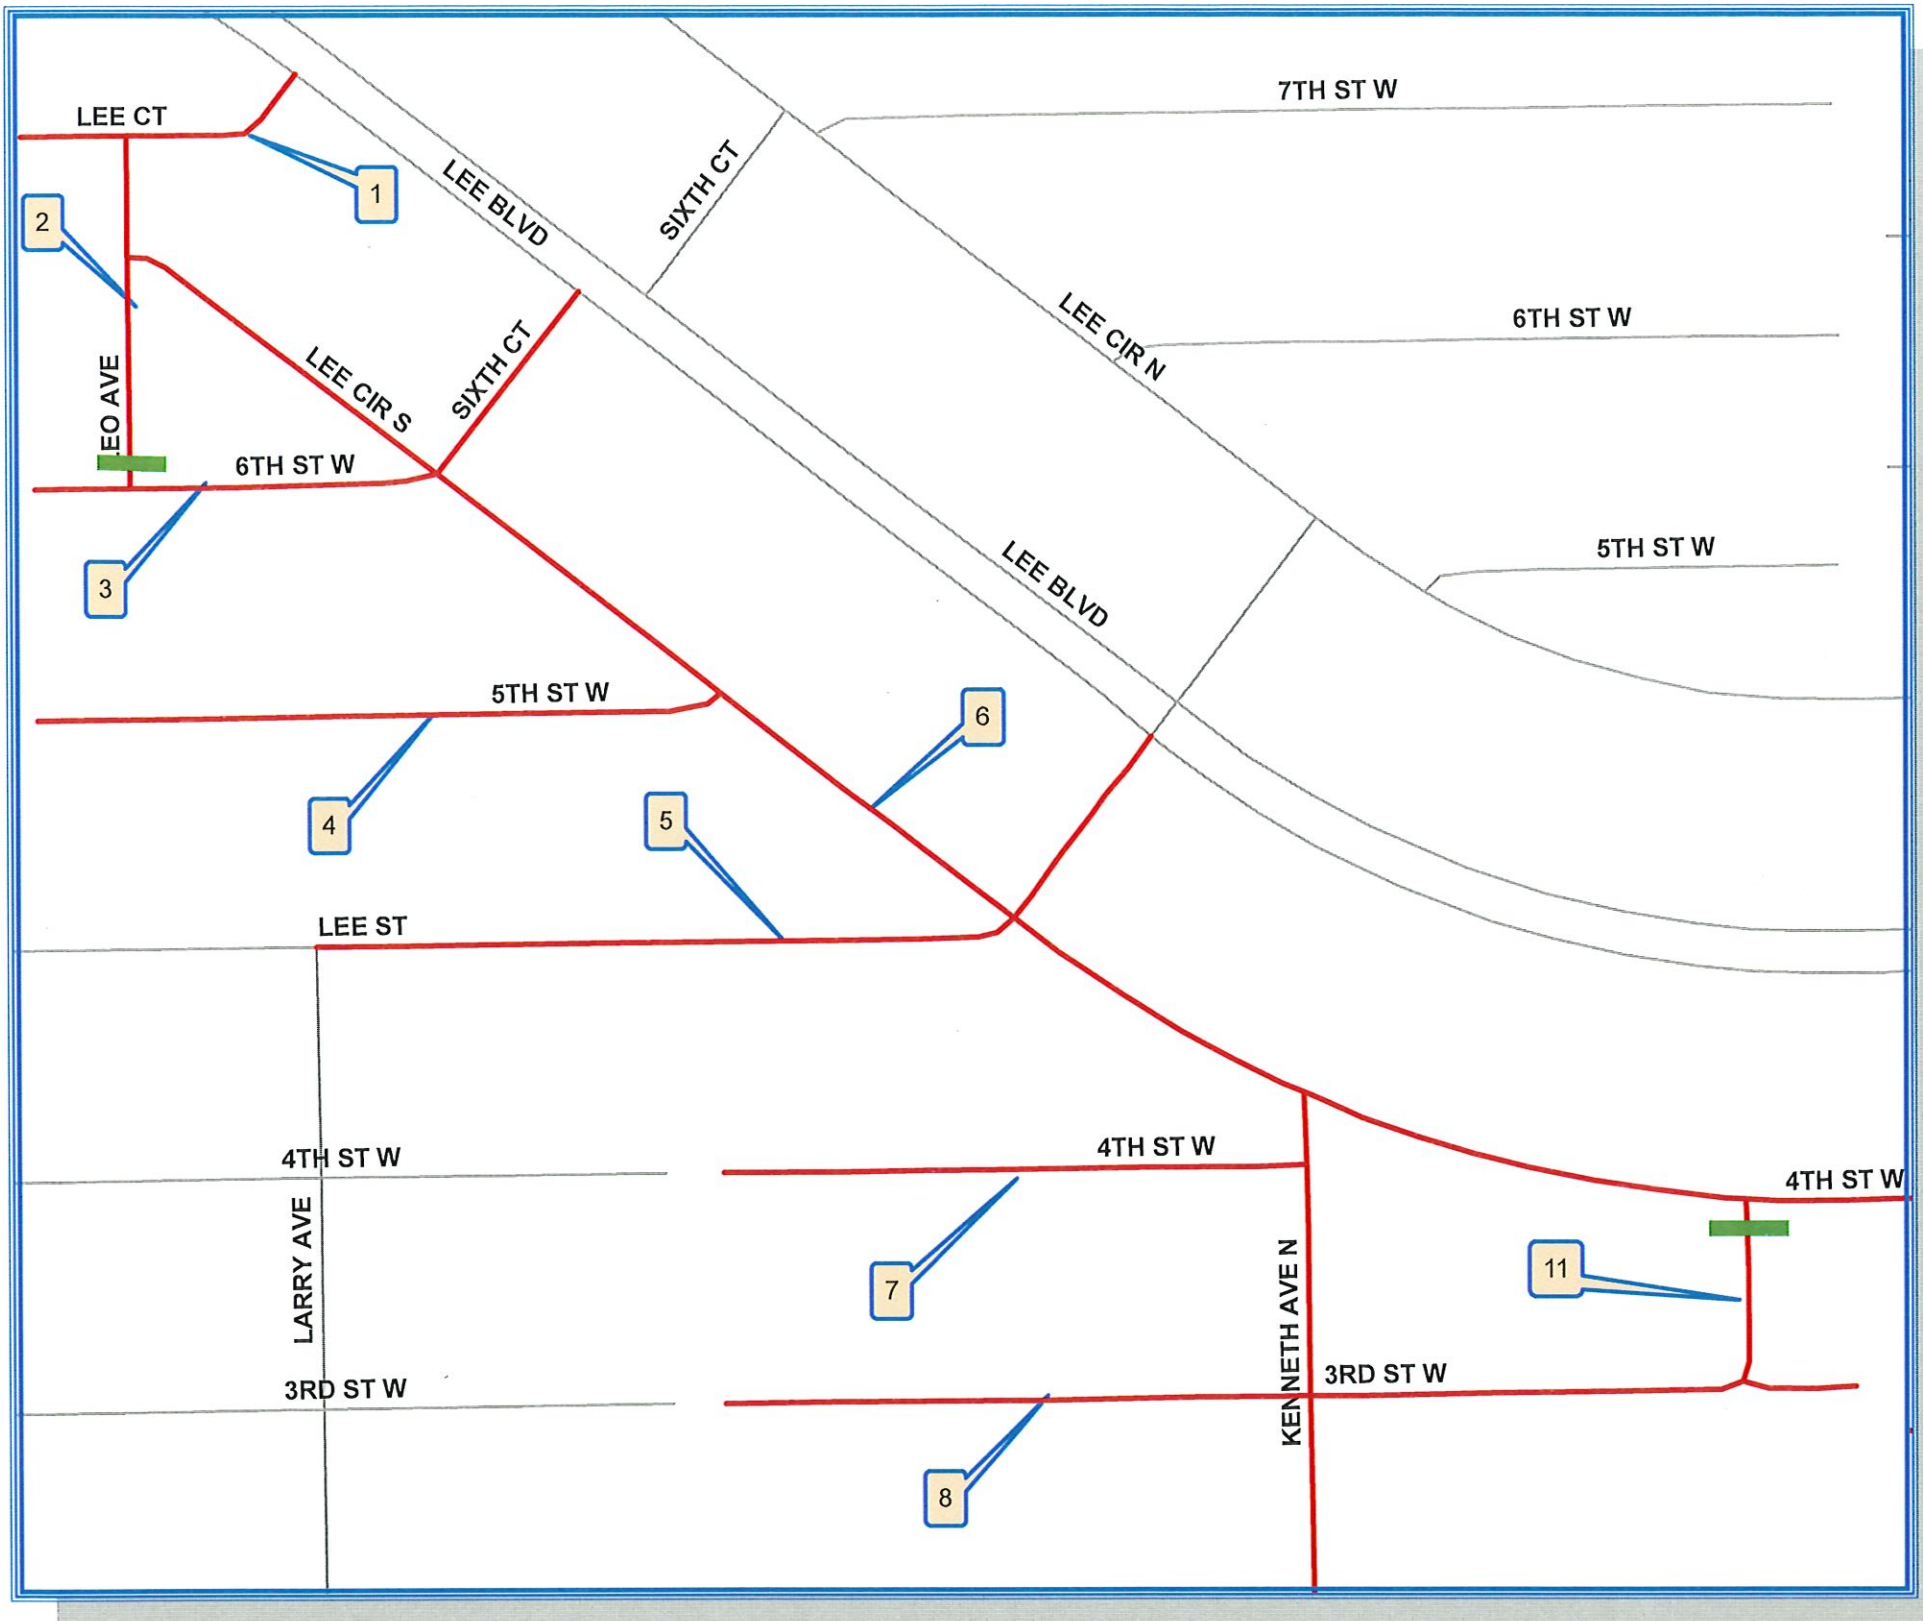 7TH ST W
LEE CT
1
LEE BLVD
SIXTH CT
2
LEE CIR N
6TH ST W
LEE CIR S
SIXTH CT
LEO AVE
6TH ST W
3
LEE BLVD
5TH ST W
5TH ST W
6
4
5
LEE ST
4TH ST W
4TH ST W
4TH ST W
LARRY AVE
7
KENNETH AVE N
11
3RD ST W
3RD ST W
8